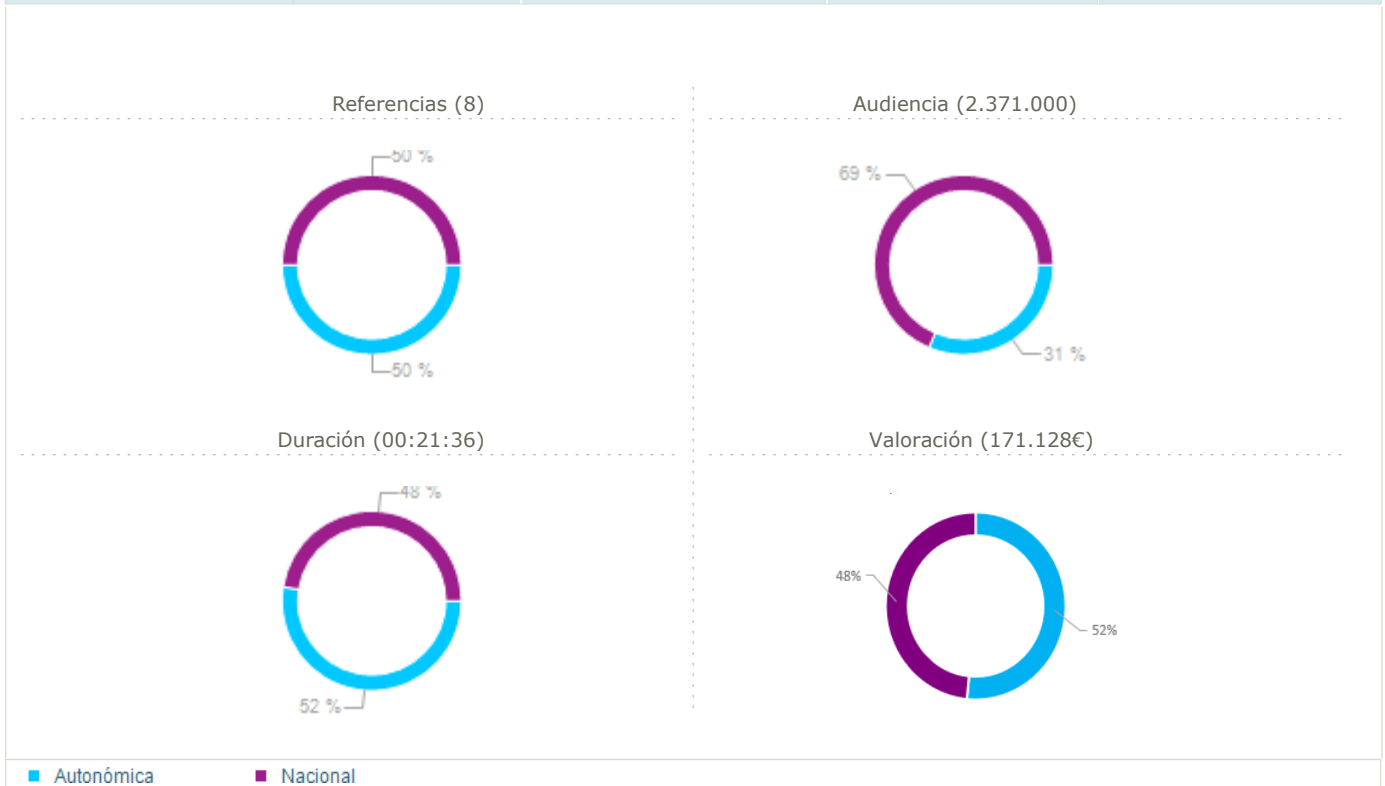 Referencias (8)
50 %
50 %
Audiencia (2.371.000)
69 %
31 %
Duración (00:21:36)
48 %
52 %
Valoración (171.128€)
48%
52%
Autonómica
Nacional